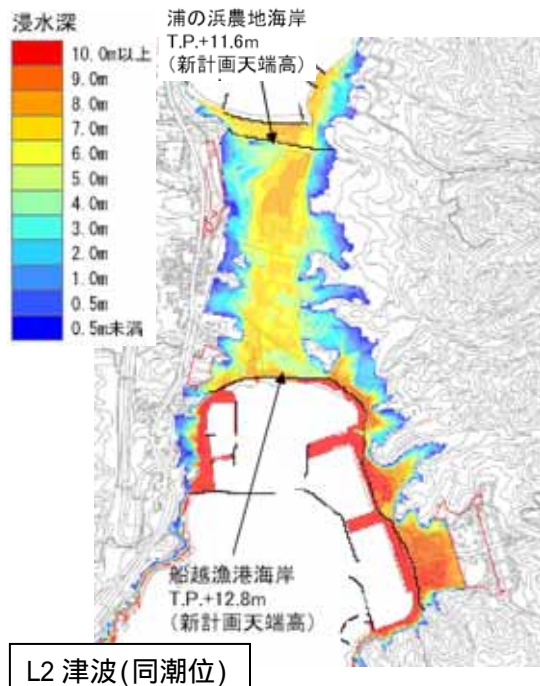 浸水深
10.0m以上
9.0m
8.0m
7.0m
6.0m
5.0m
4.0m
3.0m
2.0m
1.0m
0.5m
0.5m未満
浦の浜農地海岸
T.P.+11.6m
(新計画天端高)
船越漁港海岸
T.P.+12.8m
(新計画天端高)
L2 津波(同潮位)